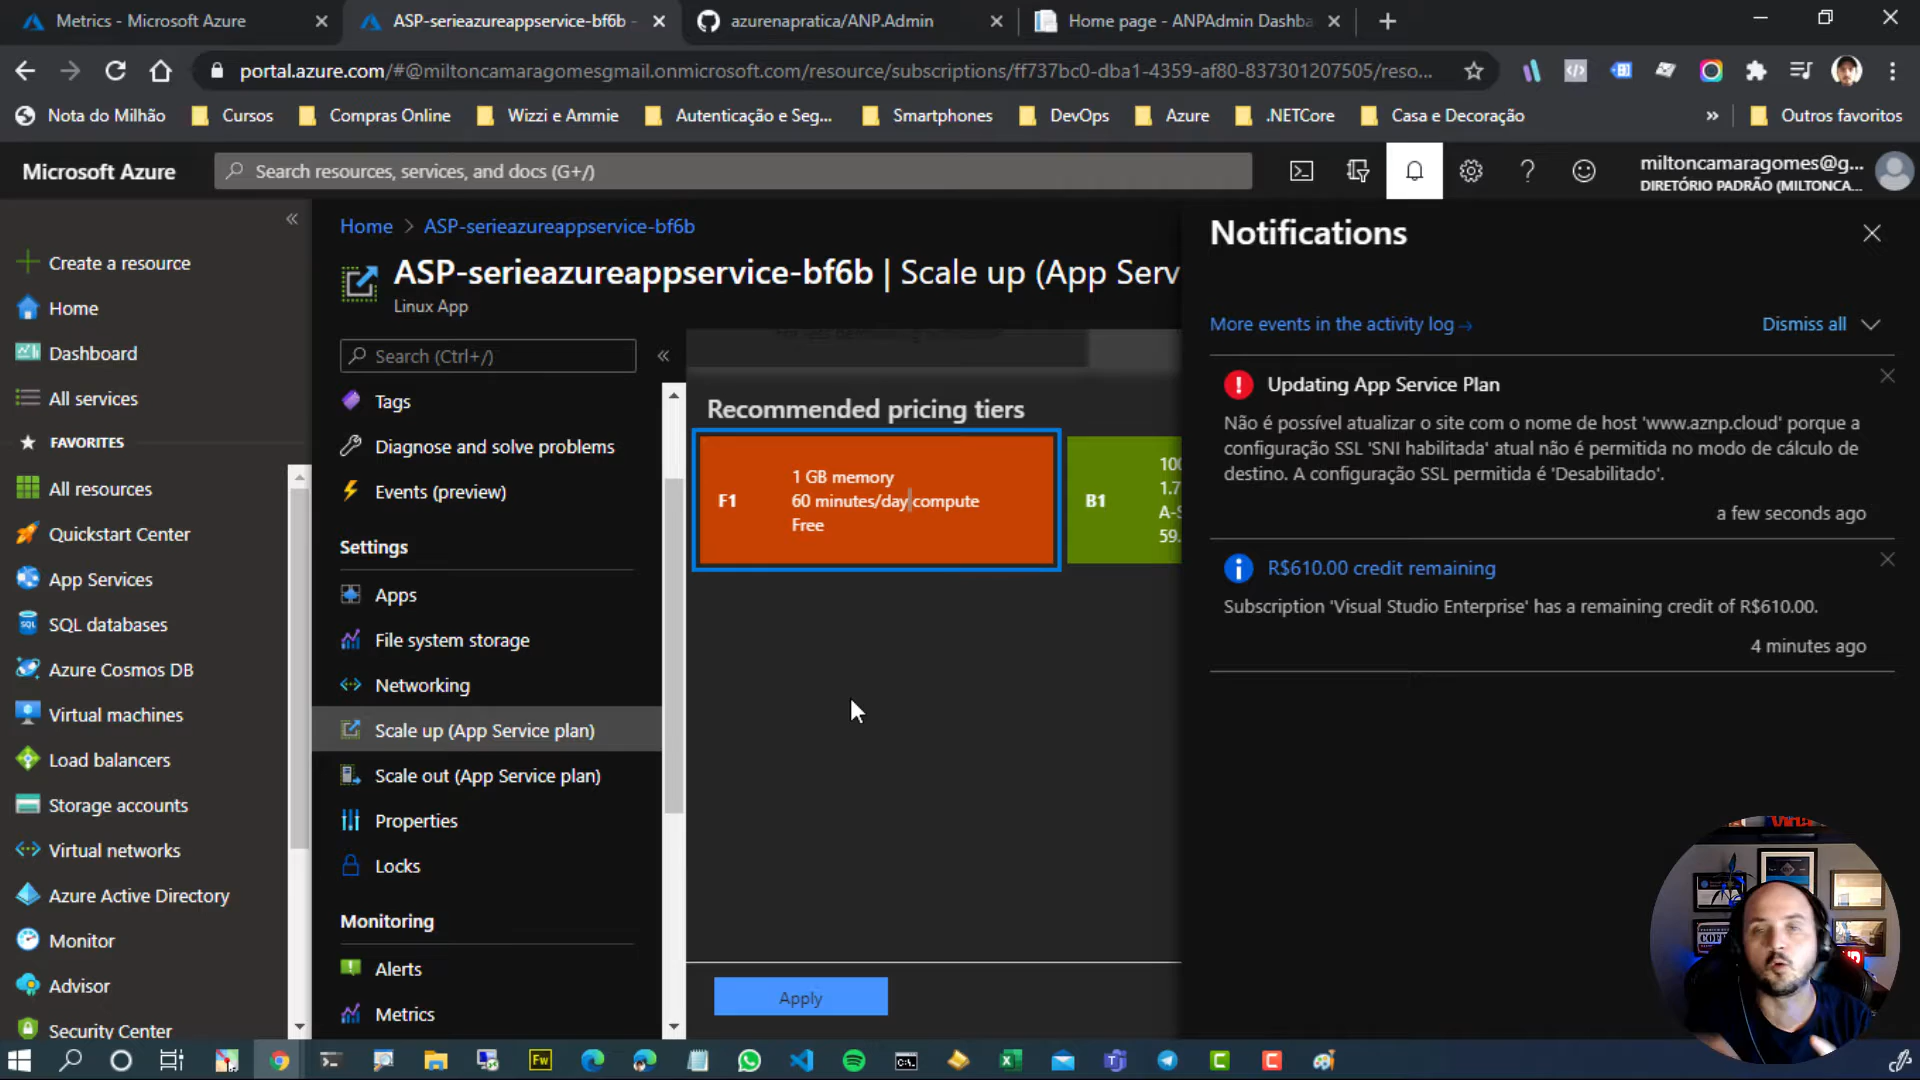 Metrics - Microsoft Azure
ASP-serieazureappservice-bf6b -
azurenapratica/ANP.Admin
Home page - ANPAdmin Dashba
portal.azure.com/#@miltoncamaragomesgmail.onmicrosoft.com/resource/subscriptions/ff737bc0-dba1-4359-af80-837301207505/reso...
Nota do Milhão
Cursos
Compras Online
Wizzi e Ammie
Autenticação e Seg...
Smartphones
DevOps
Azure
.NETCore
Casa e Decoração
»
Outros favoritos
Microsoft Azure
Search resources, services, and docs (G+/)
miltoncamaragomes@g...
DIRETÓRIO PADRÃO (MILTONCA...
Create a resource
Home
Dashboard
All services
FAVORITES
All resources
Quickstart Center
App Services
SQL databases
Azure Cosmos DB
Virtual machines
Load balancers
Storage accounts
Virtual networks
Azure Active Directory
Monitor
Advisor
Security Center
Home > ASP-serieazureappservice-bf6b
ASP-serieazureappservice-bf6b | Scale up (App Serv
Linux App
Search (Ctrl+/)
Tags
Diagnose and solve problems
Events (preview)
Settings
Apps
File system storage
Networking
Scale up (App Service plan)
Scale out (App Service plan)
Properties
Locks
Monitoring
Alerts
Metrics
Recommended pricing tiers
F1
1 GB memory
60 minutes/day compute
Free
B1
100
1.7
A-S
59.
Apply
Notifications
More events in the activity log →
Dismiss all
Updating App Service Plan
Não é possível atualizar o site com o nome de host 'www.aznp.cloud' porque a
configuração SSL 'SNI habilitada' atual não é permitida no modo de cálculo de
destino. A configuração SSL permitida é 'Desabilitado'.
a few seconds ago
R$610.00 credit remaining
Subscription 'Visual Studio Enterprise' has a remaining credit of R$610.00.
4 minutes ago